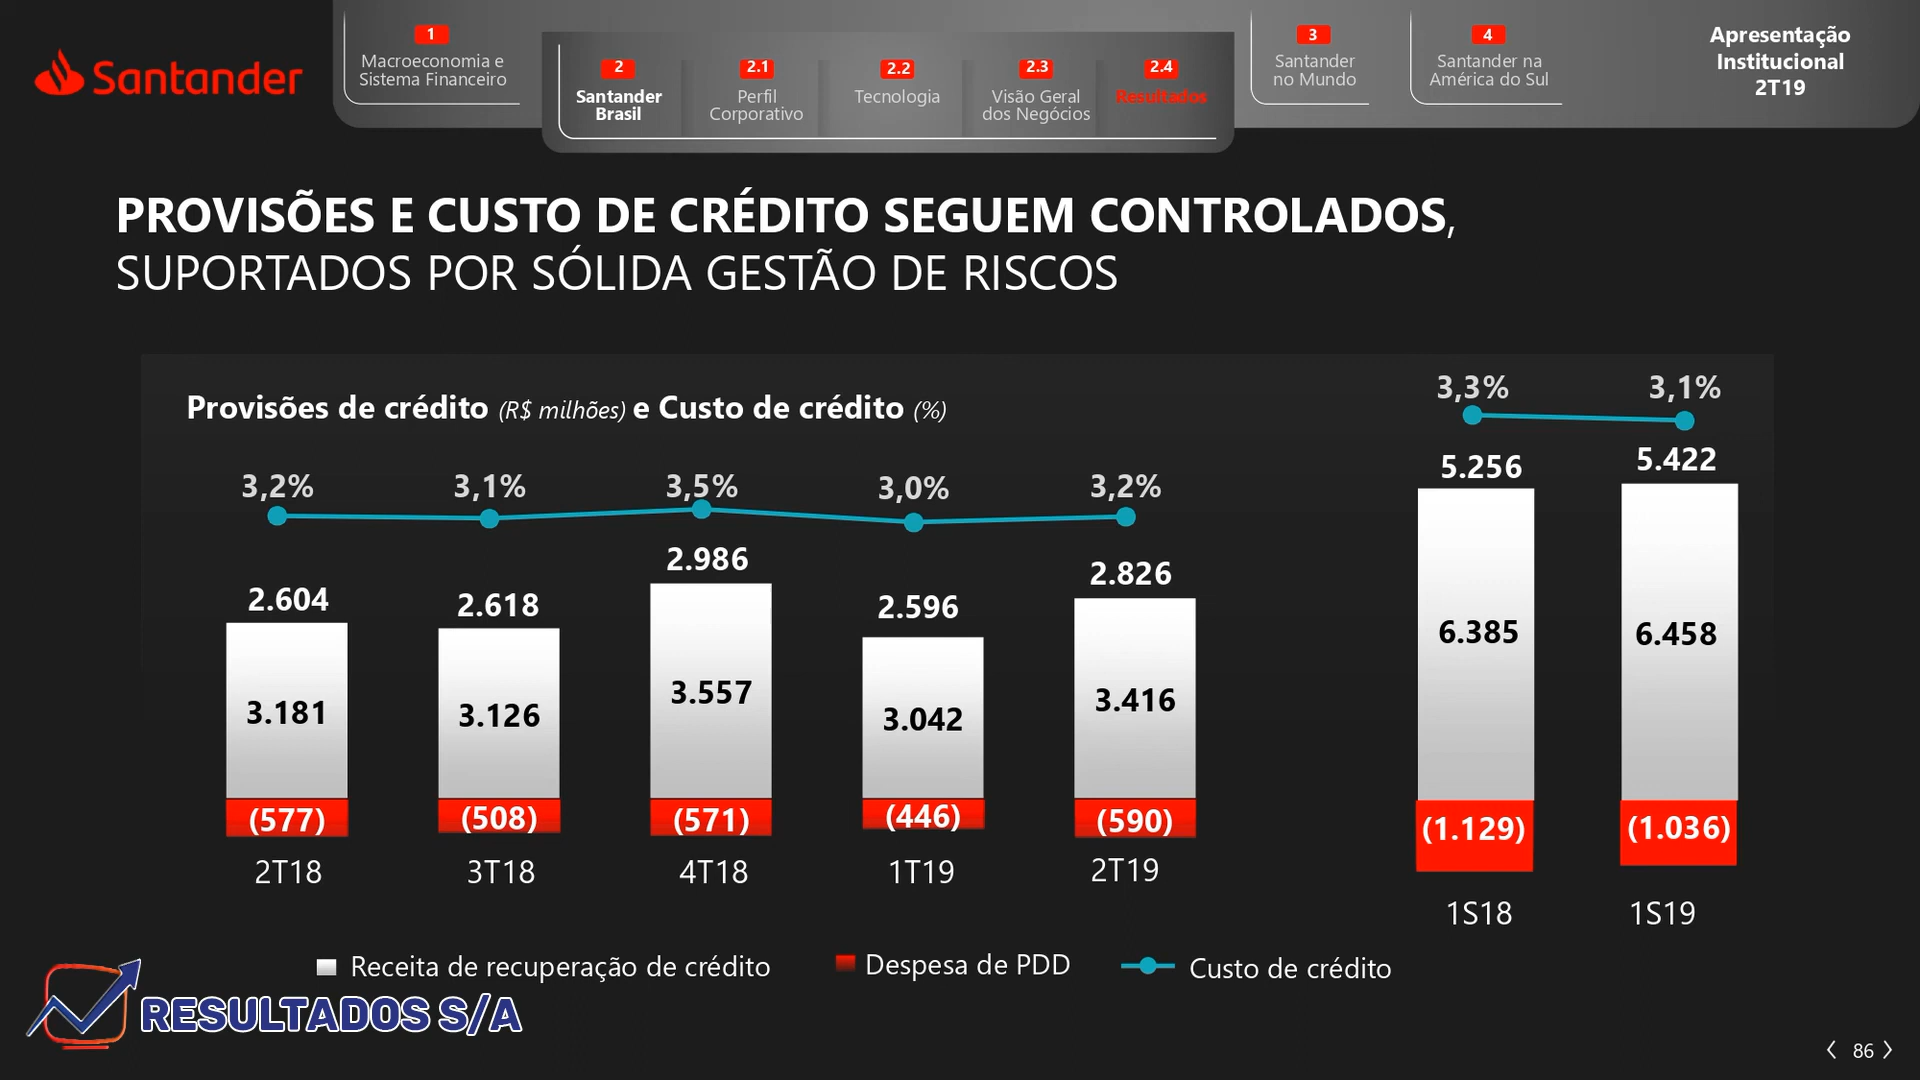 Santander
1
Macroeconomia e
Sistema Financeiro
2
Santander
Brasil
2.1
Perfil
Corporativo
2.2
Tecnologia
2.3
Visão Geral
dos Negócios
2.4
Resultados
3
Santander
no Mundo
4
Santander na
América do Sul
Apresentação
Institucional
2T19
PROVISÕES E CUSTO DE CRÉDITO SEGUEM CONTROLADOS,
SUPORTADOS POR SÓLIDA GESTÃO DE RISCOS
Provisões de crédito (R$ milhões) e Custo de crédito (%)
3,2% 3,1% 3,5% 3,0% 3,2% 3,3% 3,1%
2.604 2.618 2.986 2.596 2.826 5.256 5.422
3.181 3.126 3.557 3.042 3.416 6.385 6.458
(577) (508) (571) (446) (590) (1.129) (1.036)
2T18 3T18 4T18 1T19 2T19 1S18 1S19
Receita de recuperação de crédito Despesa de PDD Custo de crédito
RESULTADOS S/A
86